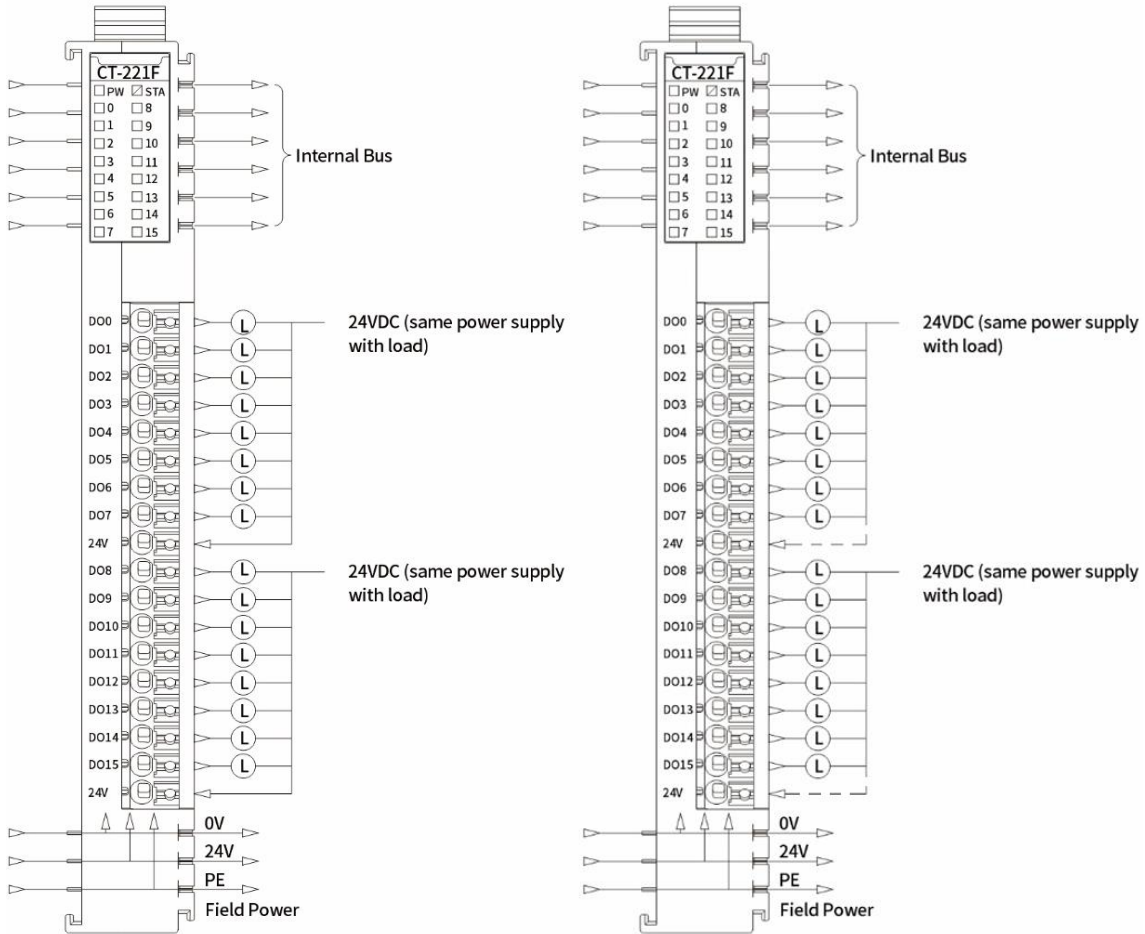 CT-221F
PW STA
0 8
1 9
2 10
3 11
4 12
5 13
6 14
7 15
Internal Bus
DO0 L
24VDC (same power supply
with load)
DO1 L
DO2 L
DO3 L
DO4 L
DO5 L
DO6 L
DO7 L
24V
DO8 L
24VDC (same power supply
with load)
DO9 L
DO10 L
DO11 L
DO12 L
DO13 L
DO14 L
DO15 L
24V
0V
24V
PE
Field Power
CT-221F
PW STA
0 8
1 9
2 10
3 11
4 12
5 13
6 14
7 15
Internal Bus
DO0 L
24VDC (same power supply
with load)
DO1 L
DO2 L
DO3 L
DO4 L
DO5 L
DO6 L
DO7 L
24V
DO8 L
24VDC (same power supply
with load)
DO9 L
DO10 L
DO11 L
DO12 L
DO13 L
DO14 L
DO15 L
24V
0V
24V
PE
Field Power